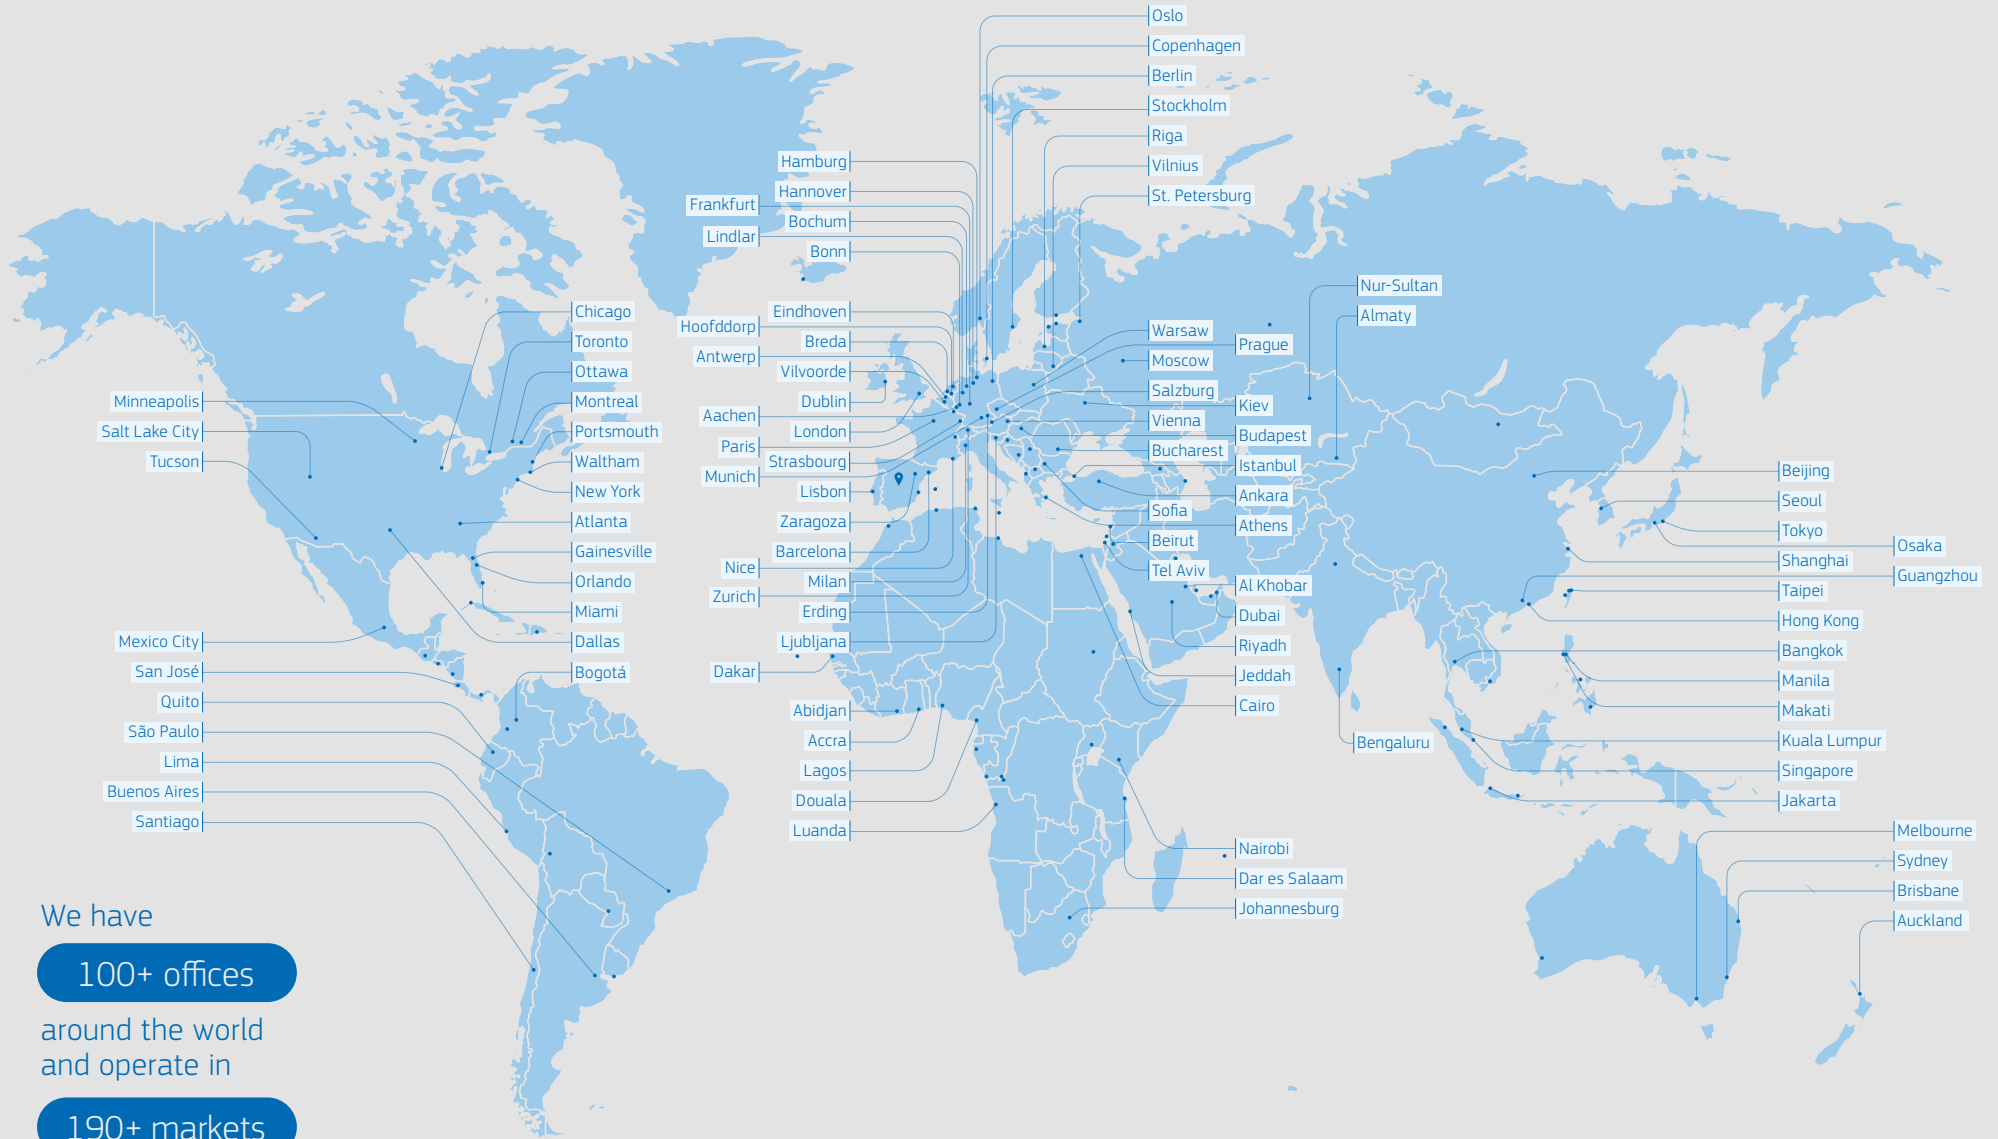 Oslo
Copenhagen
Berlin
Stockholm
Riga
Vilnius
St. Petersburg
Hamburg
Hannover
Frankfurt
Bochum
Lindlar
Bonn
Eindhoven
Hoofddorp
Breda
Antwerp
Vilvoorde
Dublin
Aachen
London
Paris
Strasbourg
Munich
Lisbon
Zaragoza
Barcelona
Nice
Milan
Zurich
Erding
Ljubljana
Dakar
Abidjan
Accra
Lagos
Douala
Luanda
Chicago
Toronto
Ottawa
Montreal
Portsmouth
Waltham
New York
Atlanta
Gainesville
Orlando
Miami
Dallas
Bogotá
Minneapolis
Salt Lake City
Tucson
Mexico City
San José
Quito
São Paulo
Lima
Buenos Aires
Santiago
Nur-Sultan
Almaty
Warsaw
Prague
Moscow
Salzburg
Kiev
Vienna
Budapest
Bucharest
Istanbul
Ankara
Sofia
Athens
Beirut
Tel Aviv
Al Khobar
Dubai
Riyadh
Jeddah
Cairo
Bengaluru
Nairobi
Dar es Salaam
Johannesburg
Beijing
Seoul
Tokyo
Osaka
Shanghai
Guangzhou
Taipei
Hong Kong
Bangkok
Manila
Makati
Kuala Lumpur
Singapore
Jakarta
Melbourne
Sydney
Brisbane
Auckland
We have
100+ offices
around the world
and operate in
190+ markets